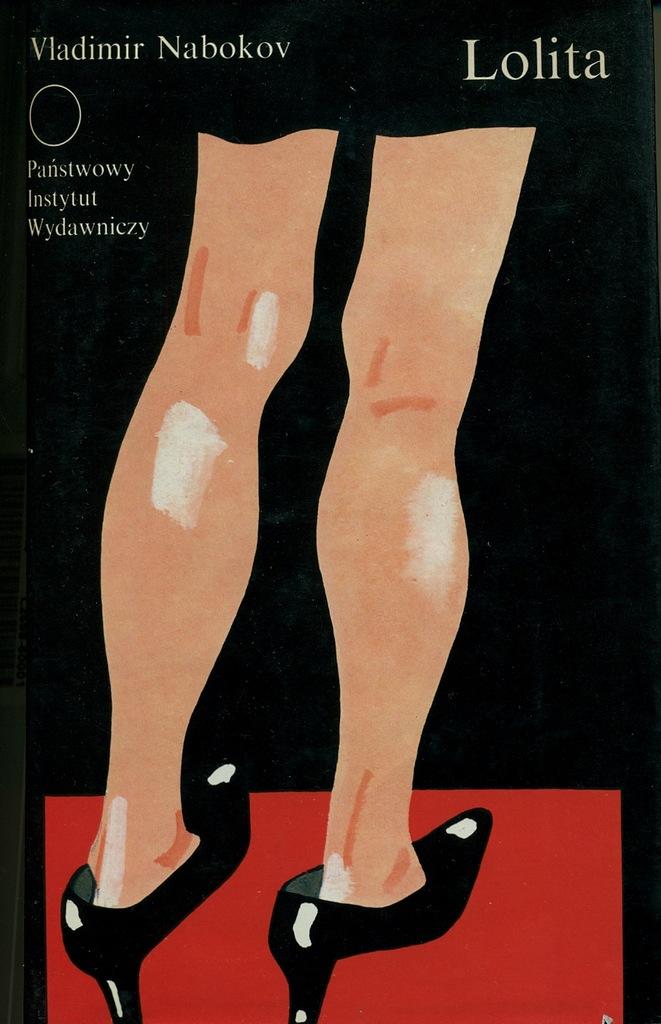 Vladimir Nabokov
Lolita
Państwowy
Instytut
Wydawniczy